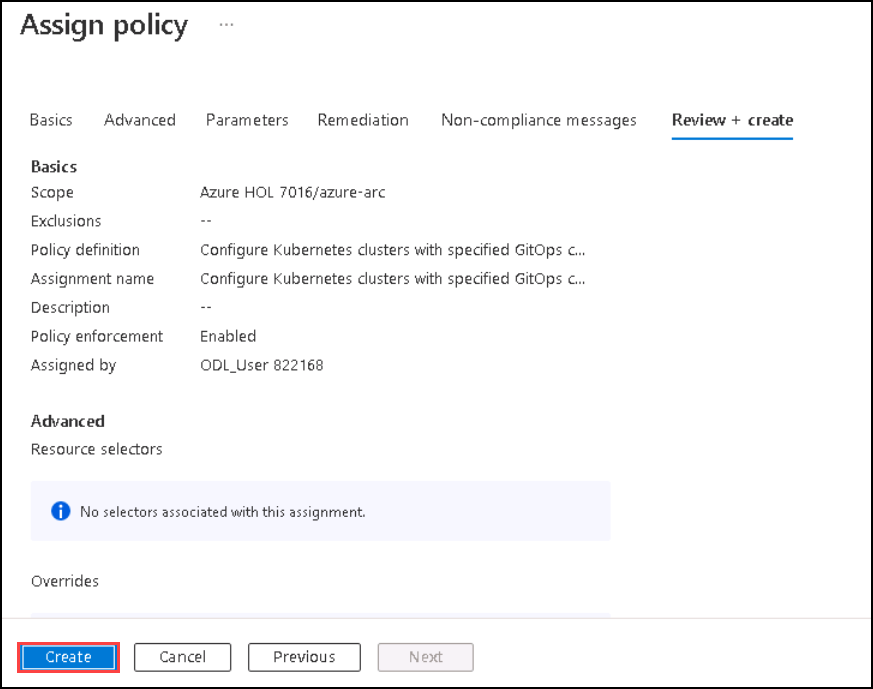 Assign policy ...
Basics Advanced Parameters Remediation Non-compliance messages Review + create
Basics
Scope Azure HOL 7016/azure-arc
Exclusions --
Policy definition Configure Kubernetes clusters with specified GitOps c...
Assignment name Configure Kubernetes clusters with specified GitOps c...
Description --
Policy enforcement Enabled
Assigned by ODL_User 822168
Advanced
Resource selectors
No selectors associated with this assignment.
Overrides
Create Cancel Previous Next